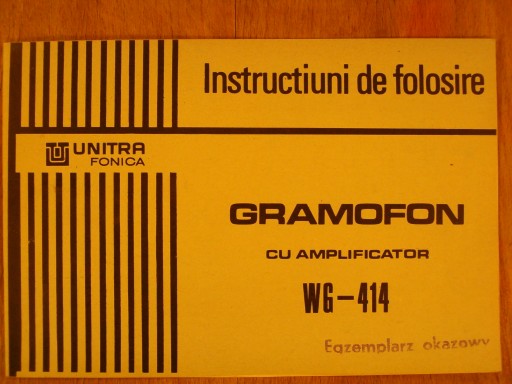 Instructiuni de folosire
UNITRA
FONICA
GRAMOFON
CU AMPLIFICATOR
WG-414
Egzemplarz okazowy